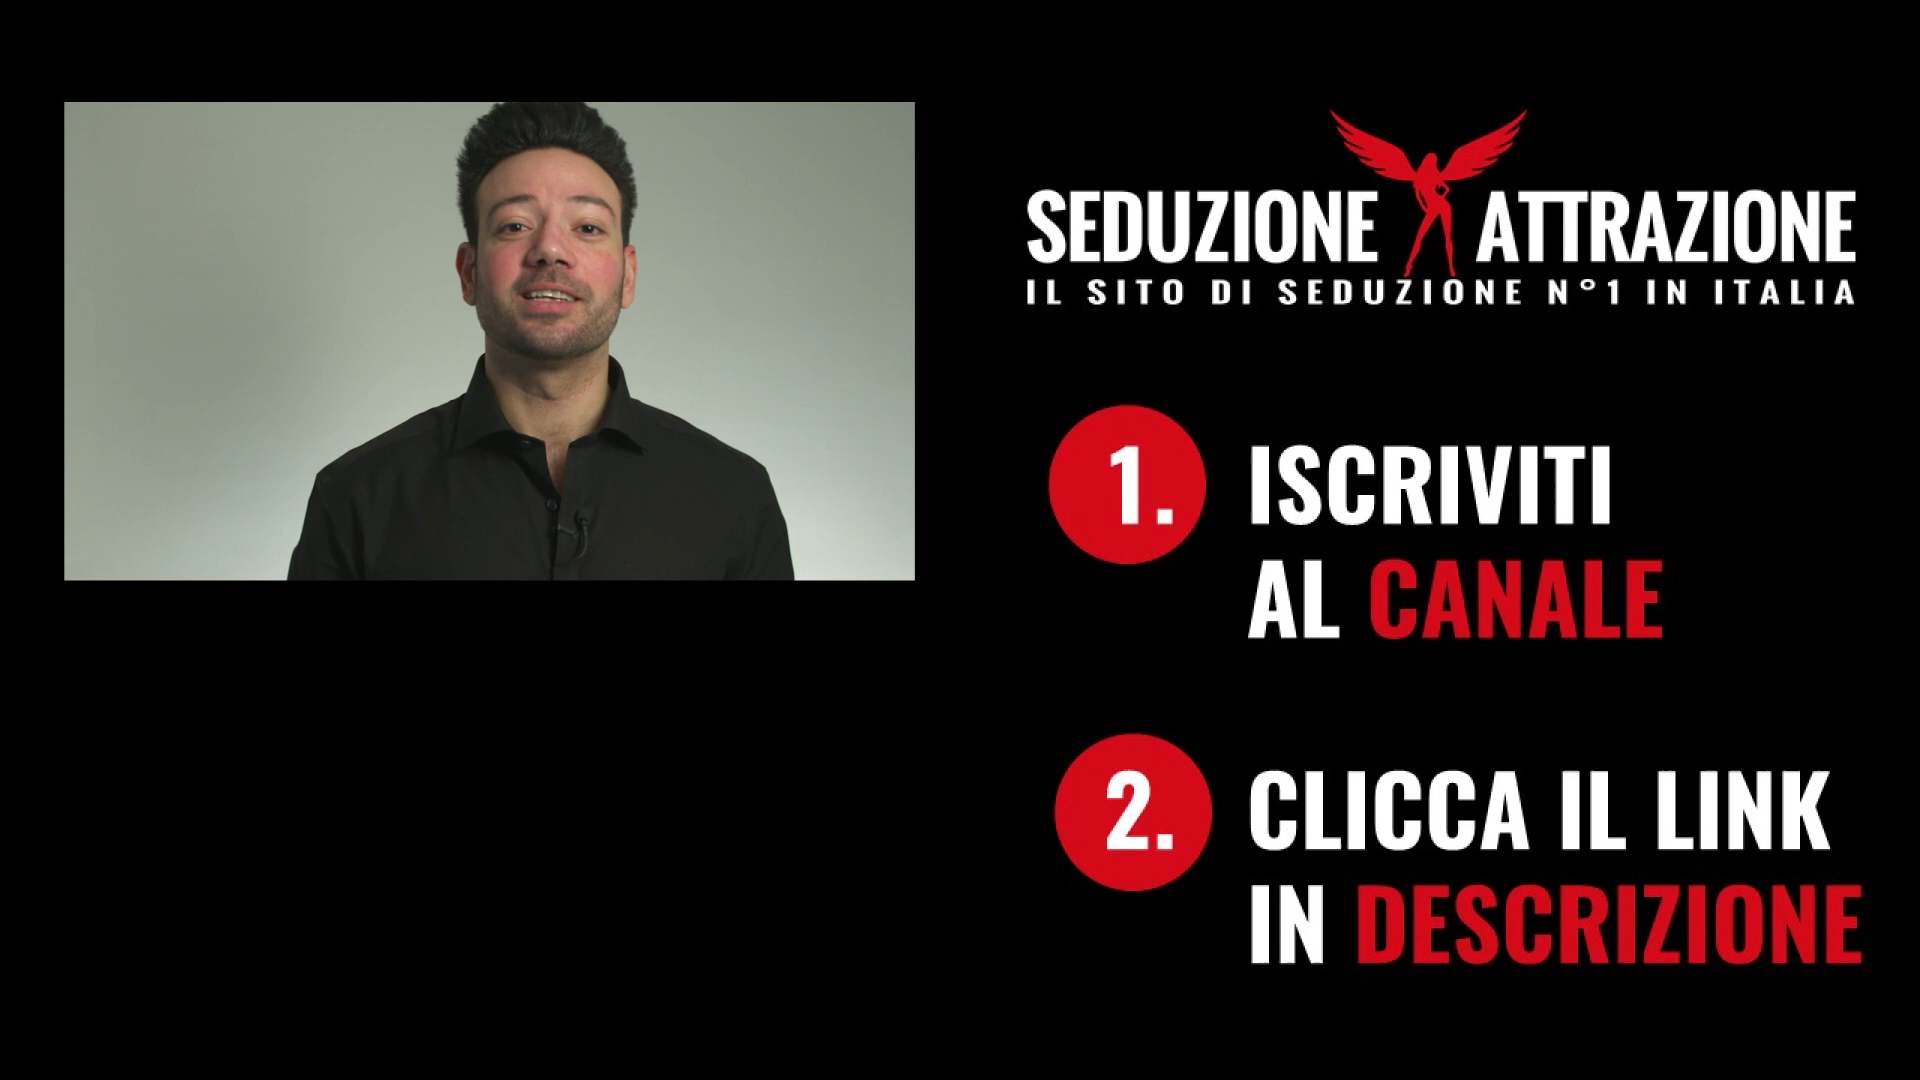 SEDUZIONE ATTRAZIONE
IL SITO DI SEDUZIONE N°1 IN ITALIA
1. ISCRIVITI
AL CANALE
2. CLICCA IL LINK
IN DESCRIZIONE